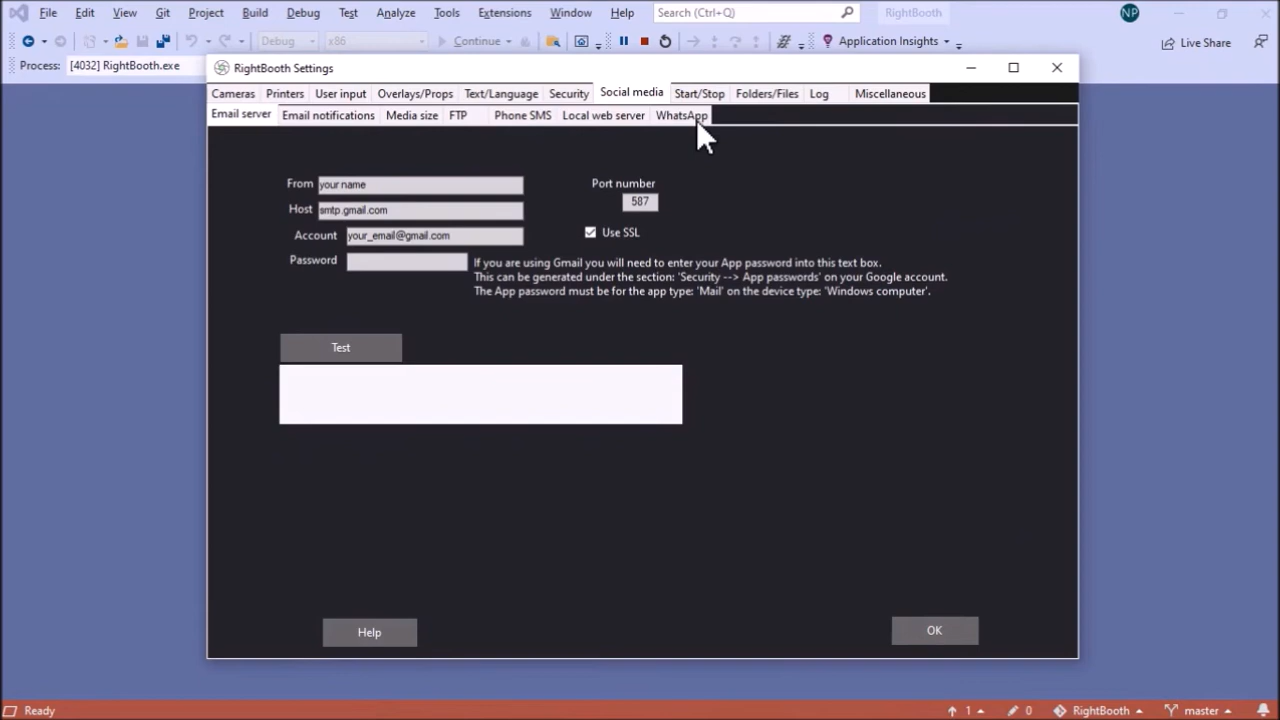 File Edit View Git Project Build Debug Test Analyze Tools Extensions Window Help Search (Ctrl+Q) RightBooth NP
Debug x86 Continue Application Insights Live Share
Process: [4032] RightBooth.exe
RightBooth Settings
Cameras Printers User input Overlays/Props Text/Language Security Social media Start/Stop Folders/Files Log Miscellaneous
Email server Email notifications Media size FTP Phone SMS Local web server WhatsApp
From your name Port number
587
Host smtp.gmail.com
Account your_email@gmail.com Use SSL
Password If you are using Gmail you will need to enter your App password into this text box.
This can be generated under the section: 'Security --> App passwords' on your Google account.
The App password must be for the app type: 'Mail' on the device type: 'Windows computer'.
Test
Help OK
Ready 1 0 RightBooth master